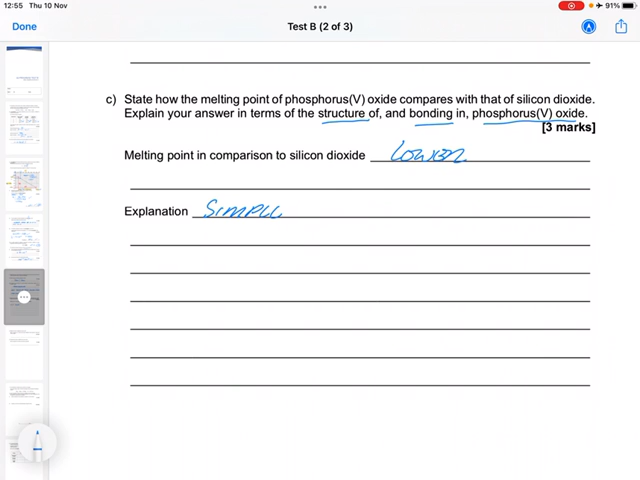 12:55 Thu 10 Nov
91%
Done
Test B (2 of 3)
c) State how the melting point of phosphorus(V) oxide compares with that of silicon dioxide.
Explain your answer in terms of the structure of, and bonding in, phosphorus(V) oxide.
[3 marks]
Melting point in comparison to silicon dioxide Lower
Explanation SIMPLE